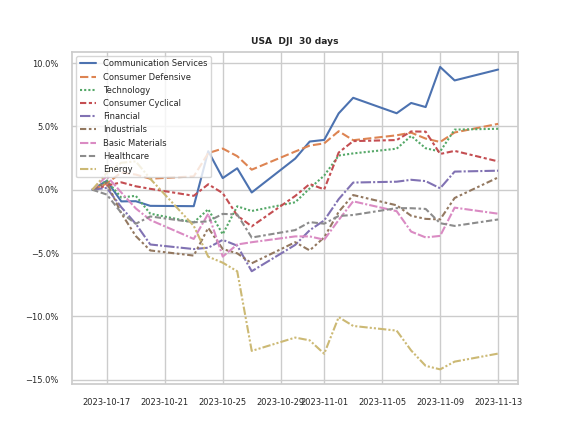 USA DJI 30 days
10.0%
5.0%
0.0%
−5.0%
−10.0%
−15.0%
Communication Services
Consumer Defensive
Technology
Consumer Cyclical
Financial
Industrials
Basic Materials
Healthcare
Energy
2023-10-17 2023-10-21 2023-10-25 2023-10-29 2023-11-01 2023-11-05 2023-11-09 2023-11-13